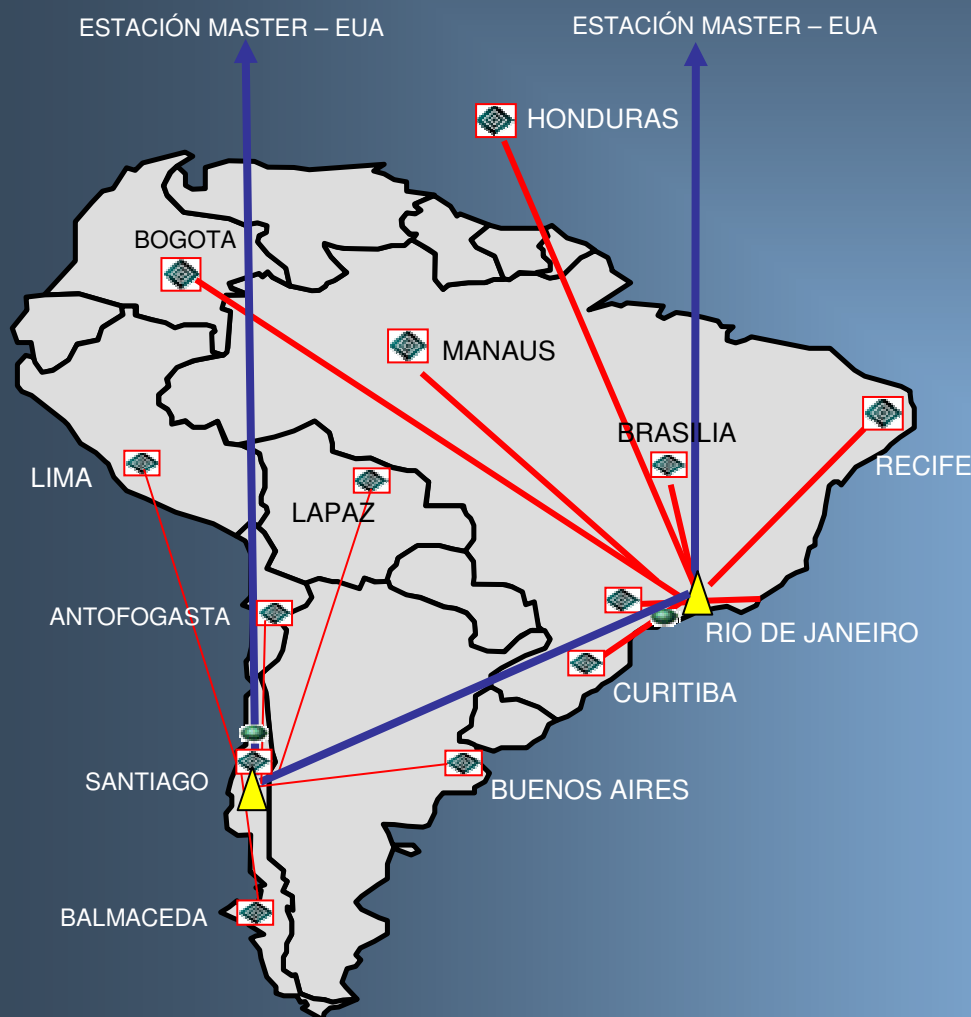 ESTACIÓN MASTER – EUA
ESTACIÓN MASTER – EUA
HONDURAS
BOGOTA
MANAUS
BRASILIA
RECIFE
LIMA
LAPAZ
ANTOFOGASTA
RIO DE JANEIRO
CURITIBA
SANTIAGO
BUENOS AIRES
BALMACEDA